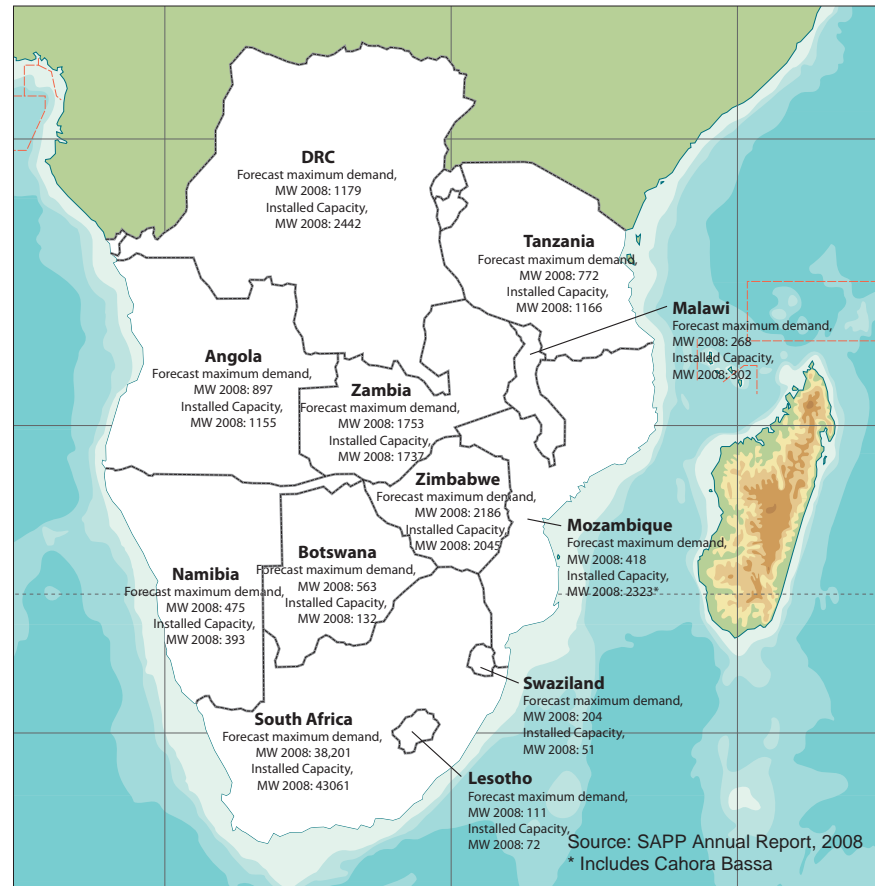 DRC
Forecast maximum demand,
MW 2008: 1179
Installed Capacity,
MW 2008: 2442
Tanzania
Forecast maximum demand,
MW 2008: 772
Installed Capacity,
MW 2008: 1166
Malawi
Forecast maximum demand,
MW 2008: 268
Installed Capacity,
MW 2008: 302
Angola
Forecast maximum demand,
MW 2008: 897
Installed Capacity,
MW 2008: 1155
Zambia
Forecast maximum demand,
MW 2008: 1753
Installed Capacity,
MW 2008: 1737
Zimbabwe
Forecast maximum demand,
MW 2008: 2186
Installed Capacity,
MW 2008: 2045
Mozambique
Forecast maximum demand,
MW 2008: 418
Installed Capacity,
MW 2008: 2323*
Botswana
Forecast maximum demand,
MW 2008: 563
Installed Capacity,
MW 2008: 132
Namibia
Forecast maximum demand,
MW 2008: 475
Installed Capacity,
MW 2008: 393
Swaziland
Forecast maximum demand,
MW 2008: 204
Installed Capacity,
MW 2008: 51
South Africa
Forecast maximum demand,
MW 2008: 38,201
Installed Capacity,
MW 2008: 43061
Lesotho
Forecast maximum demand,
MW 2008: 111
Installed Capacity,
MW 2008: 72
Source: SAPP Annual Report, 2008
* Includes Cahora Bassa